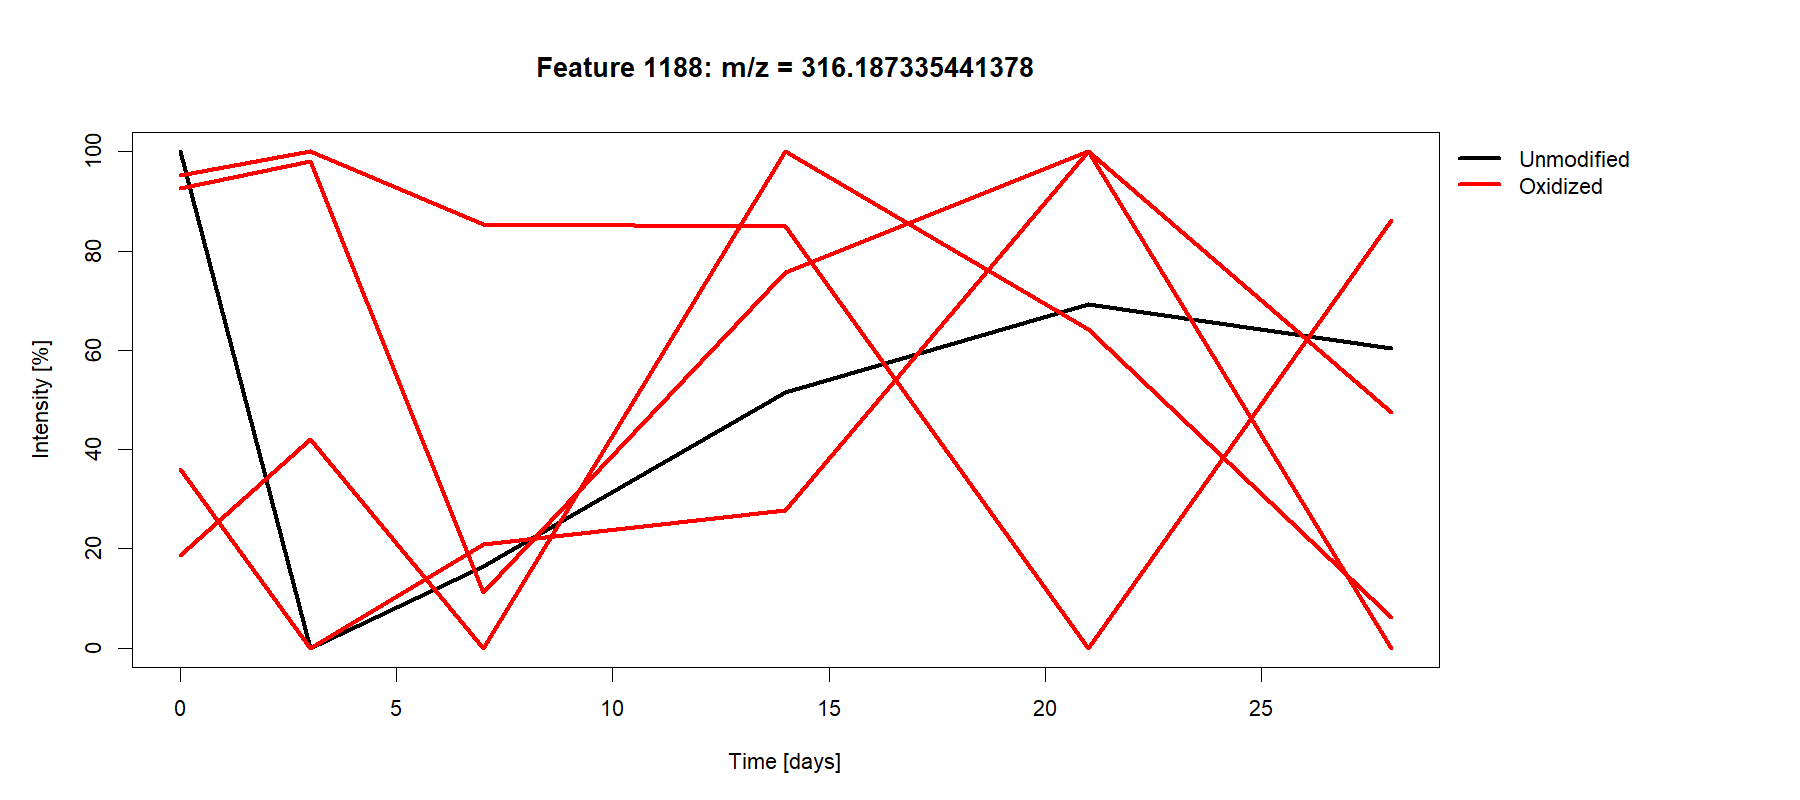 Feature 1188: m/z = 316.187335441378
Unmodified
Oxidized
Intensity [%]
100
80
60
40
20
0
0 5 10 15 20 25
Time [days]